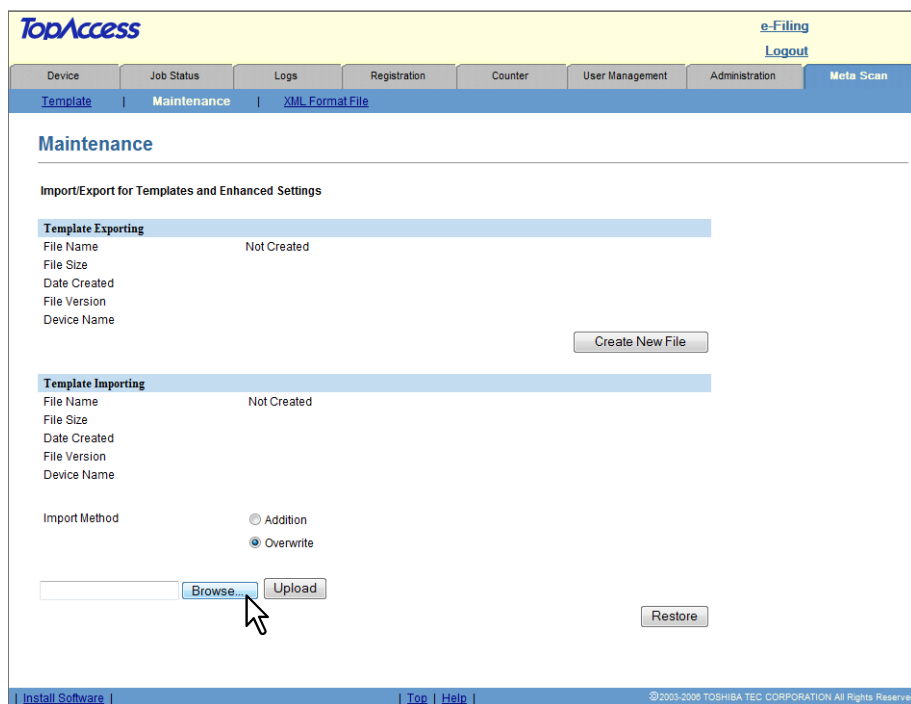 TopAccess
e-Filing
Logout
Device Job Status Logs Registration Counter User Management Administration Meta Scan
Template | Maintenance | XML Format File
Maintenance
Import/Export for Templates and Enhanced Settings
Template Exporting
File Name Not Created
File Size
Date Created
File Version
Device Name
Create New File
Template Importing
File Name Not Created
File Size
Date Created
File Version
Device Name
Import Method Addition
Overwrite
Browse... Upload
Restore
| Install Software | | Top | Help | ©2003-2006 TOSHIBA TEC CORPORATION All Rights Reserve